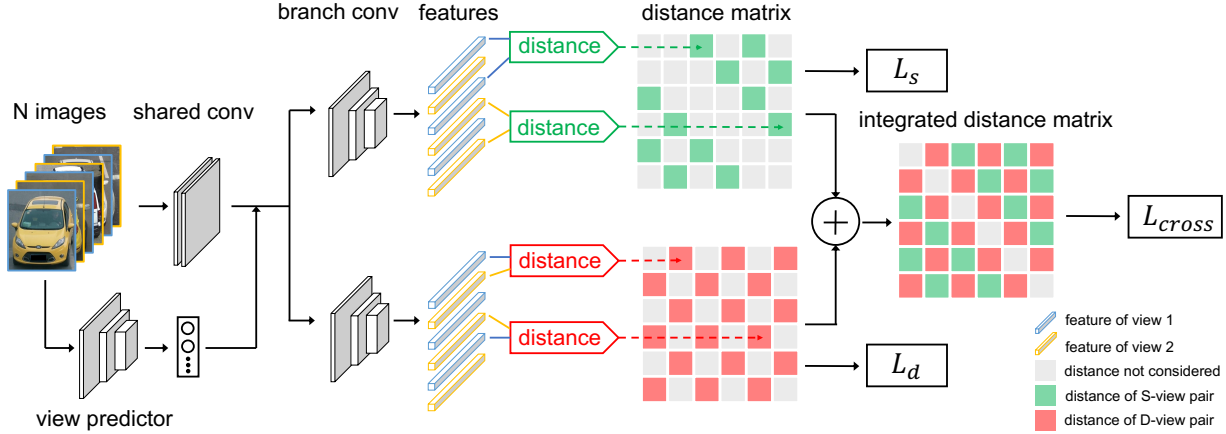 branch conv
features
distance matrix
distance
L_s
N images
shared conv
distance
integrated distance matrix
+
L_cross
distance
distance
feature of view 1
feature of view 2
L_d
distance not considered
distance of S-view pair
view predictor
distance of D-view pair